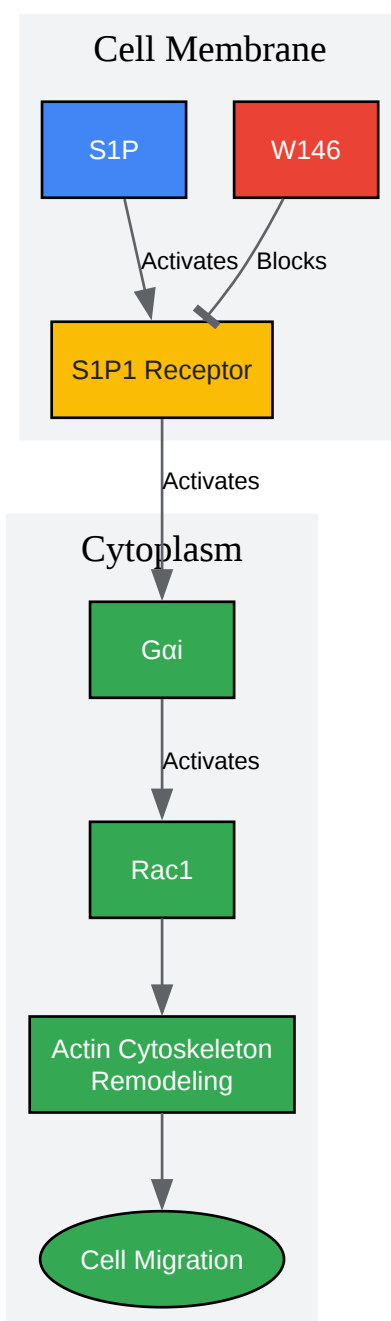 Cell Membrane
S1P
W146
Activates
Blocks
S1P1 Receptor
Activates
Cytoplasm
Gαi
Activates
Rac1
Actin Cytoskeleton
Remodeling
Cell Migration